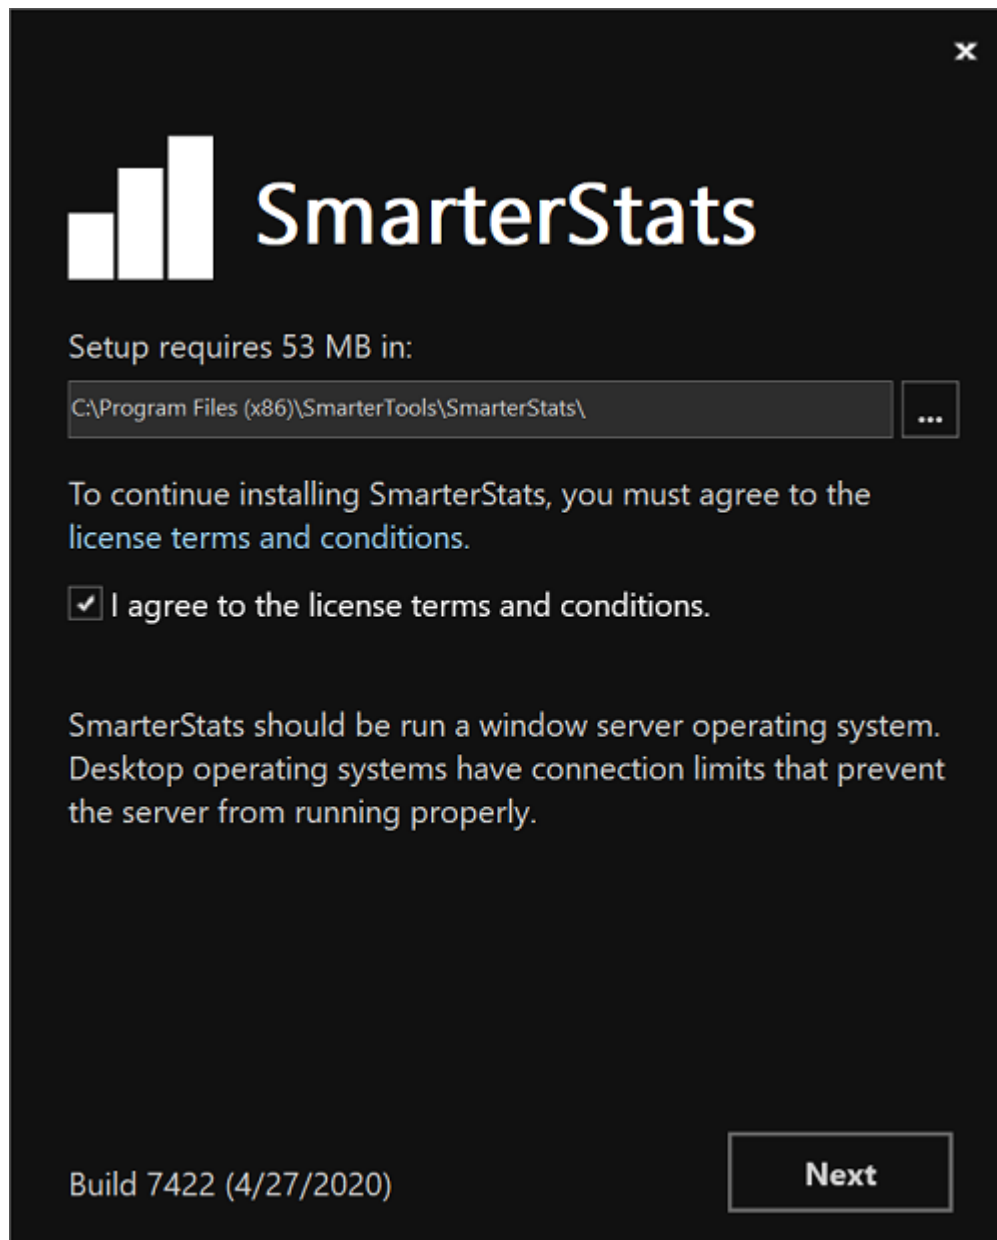 x
SmarterStats
Setup requires 53 MB in:
C:\Program Files (x86)\SmarterTools\SmarterStats\
...
To continue installing SmarterStats, you must agree to the
license terms and conditions.
I agree to the license terms and conditions.
SmarterStats should be run a window server operating system.
Desktop operating systems have connection limits that prevent
the server from running properly.
Build 7422 (4/27/2020)
Next